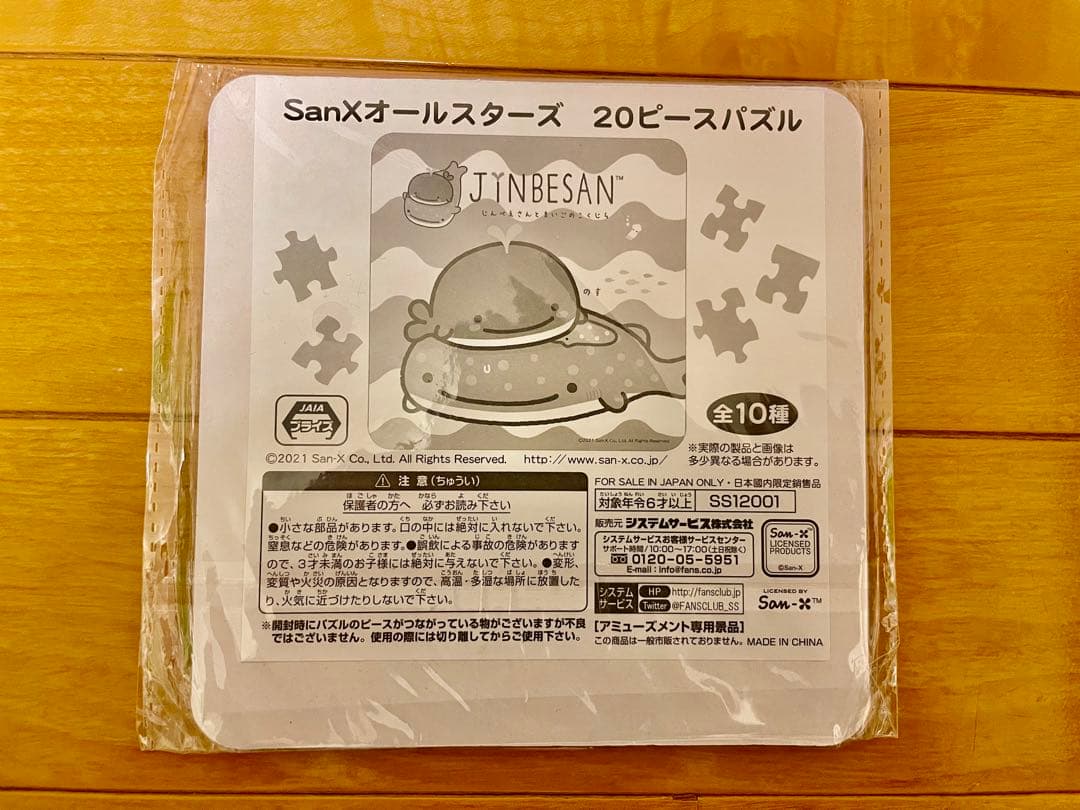 SanXオールスターズ 20ピースパズル
JINBESAN™
じんべえさんとまいごのこくじら
のす
©2021 San-X Co., Ltd. All Rights Reserved.
JAIA
プライズ
全10種
©2021 San-X Co., Ltd. All Rights Reserved. http://www.san-x.co.jp/
※実際の製品と画像は
多少異なる場合があります。
⚠ 注意(ちゅうい)
保護者の方へ 必ずお読み下さい
●小さな部品があります。口の中には絶対に入れないで下さい。
窒息などの危険があります。●誤飲による事故の危険があります
ので、3才未満のお子様には絶対に与えないで下さい。●変形、
変質や火災の原因となりますので、高温・多湿な場所に放置した
り、火気に近づけたりしないで下さい。
※開封時にパズルのピースがつながっている物がございますが不良
ではございません。使用の際には切り離してからご使用下さい。
FOR SALE IN JAPAN ONLY・日本國内限定銷售品
対象年令6才以上 SS12001
販売元 システムサービス株式会社
システムサービスお客様サービスセンター
サポート時間/10:00〜17:00(土日祝除く)
0120-05-5951
E-mail:info@fans.co.jp
San-X
LICENSED
PRODUCTS
©San-X
システム
サービス
HP http://fansclub.jp
Twitter @FANSCLUB_SS
LICENSED BY
San-X™
【アミューズメント専用景品】
この商品は一般市販されておりません。 MADE IN CHINA